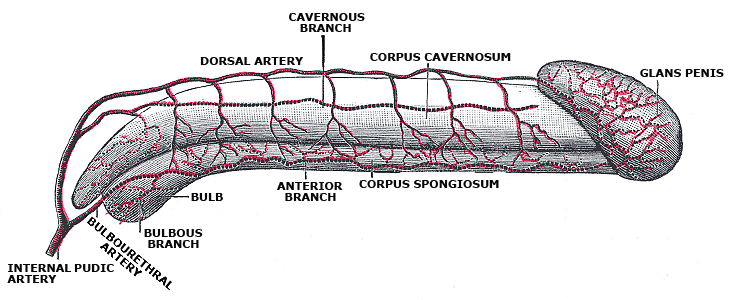 CAVERNOUS
BRANCH
DORSAL ARTERY
CORPUS CAVERNOSUM
GLANS PENIS
ANTERIOR
BRANCH
CORPUS SPONGIOSUM
BULB
BULBOUS
BRANCH
BULBOURETHRAL
ARTERY
INTERNAL PUDIC
ARTERY